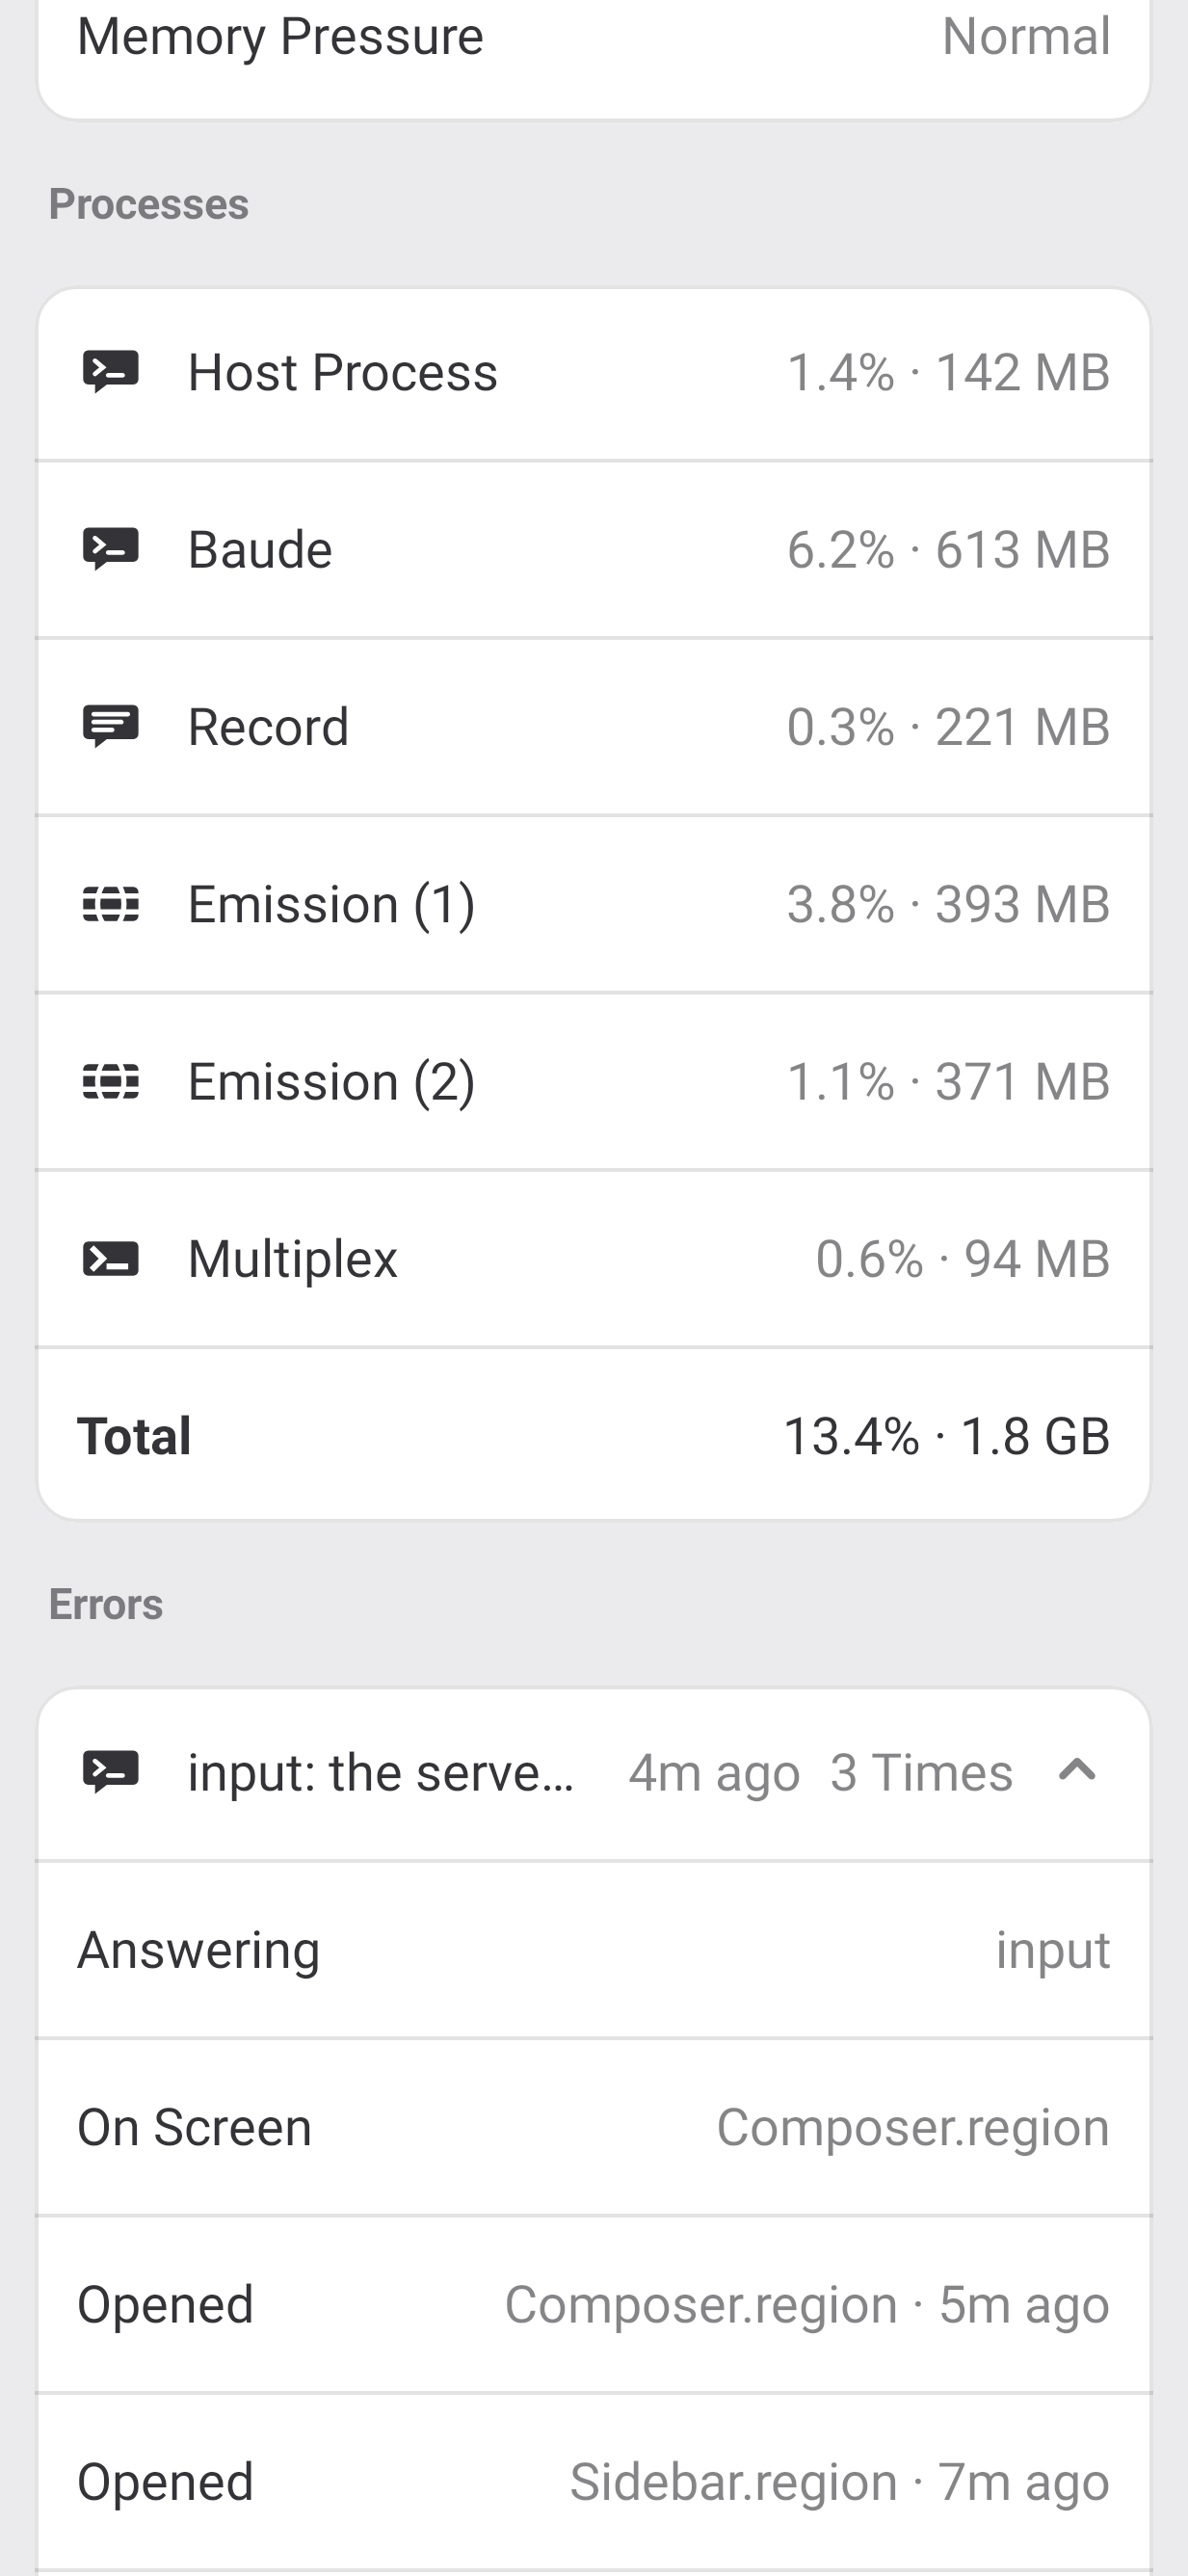 Memory Pressure Normal
Processes
Host Process 1.4% · 142 MB
Baude 6.2% · 613 MB
Record 0.3% · 221 MB
Emission (1) 3.8% · 393 MB
Emission (2) 1.1% · 371 MB
Multiplex 0.6% · 94 MB
Total 13.4% · 1.8 GB
Errors
input: the serve… 4m ago 3 Times
Answering input
On Screen Composer.region
Opened Composer.region · 5m ago
Opened Sidebar.region · 7m ago